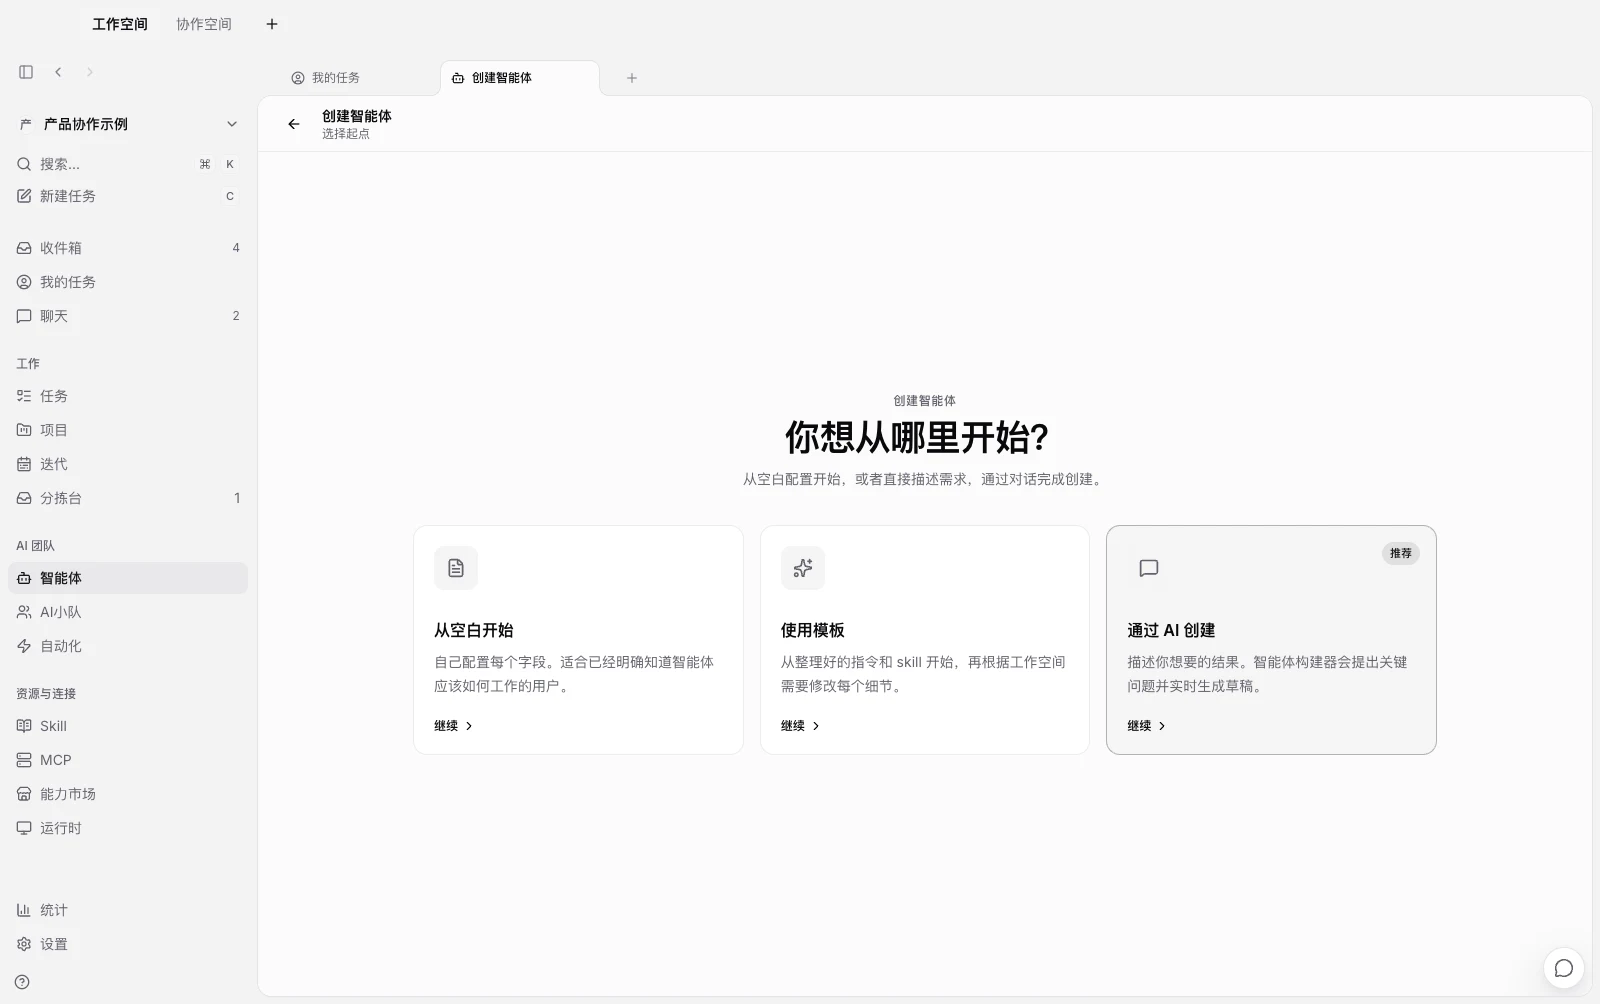 工作空间
协作空间
我的任务
创建智能体
产
产品协作示例
创建智能体
选择起点
搜索...
⌘ K
新建任务
C
收件箱
4
我的任务
聊天
2
工作
任务
项目
迭代
分拣台
1
AI 团队
智能体
AI小队
自动化
资源与连接
Skill
MCP
能力市场
运行时
统计
设置
创建智能体
你想从哪里开始?
从空白配置开始，或者直接描述需求，通过对话完成创建。
从空白开始
自己配置每个字段。适合已经明确知道智能体
应该如何工作的用户。
继续
使用模板
从整理好的指令和 skill 开始，再根据工作空间
需要修改每个细节。
继续
推荐
通过 AI 创建
描述你想要的结果。智能体构建器会提出关键
问题并实时生成草稿。
继续